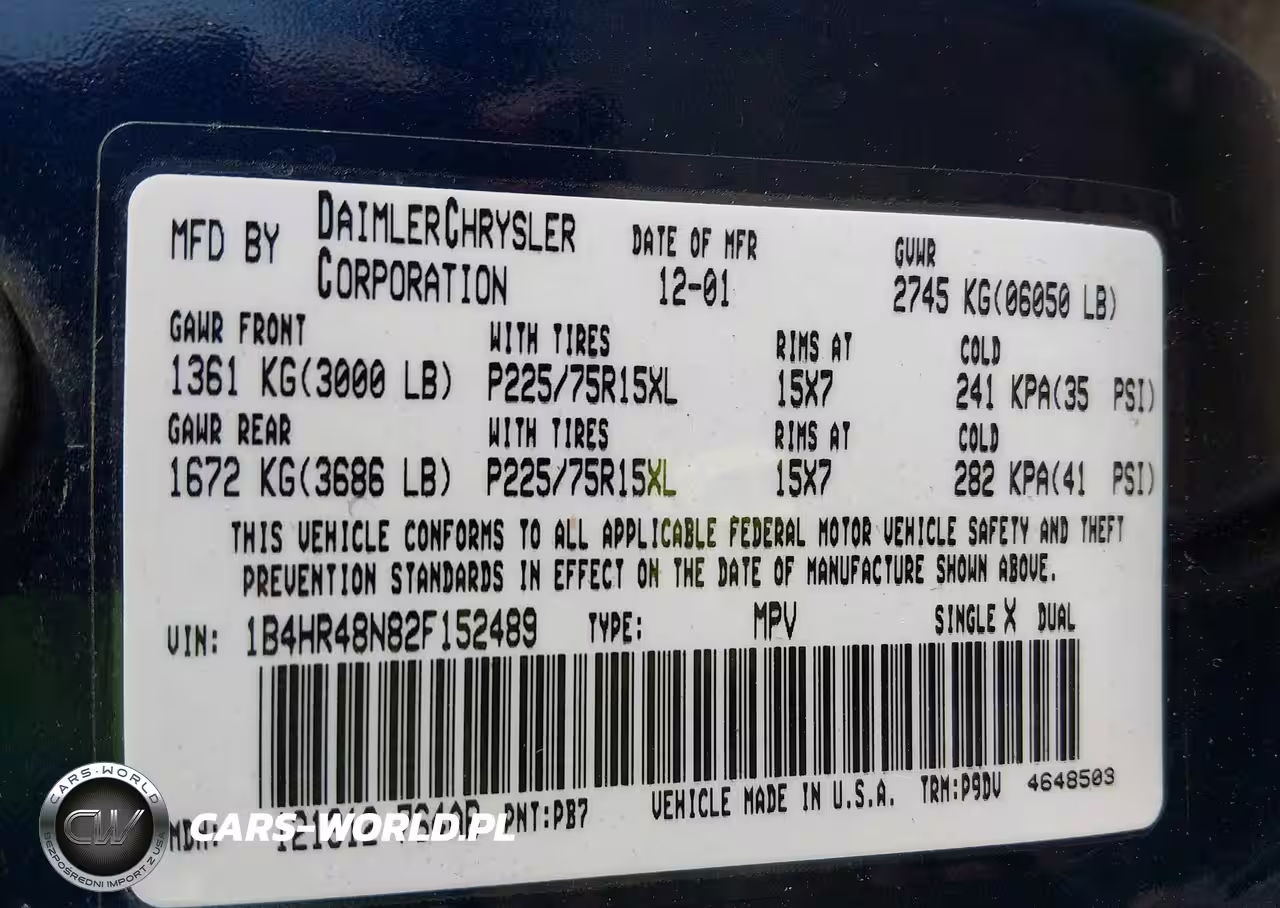 MFD BY DAIMLERCHRYSLER CORPORATION DATE OF MFR 12-01 GVWR 2745 KG(06050 LB)
GAWR FRONT WITH TIRES RIMS AT COLD
1361 KG(3000 LB) P225/75R15XL 15X7 241 KPA(35 PSI)
GAWR REAR WITH TIRES RIMS AT COLD
1672 KG(3686 LB) P225/75R15XL 15X7 282 KPA(41 PSI)
THIS VEHICLE CONFORMS TO ALL APPLICABLE FEDERAL MOTOR VEHICLE SAFETY AND THEFT
PREVENTION STANDARDS IN EFFECT ON THE DATE OF MANUFACTURE SHOWN ABOVE.
VIN: 1B4HR48N82F152489 TYPE: MPV SINGLE X DUAL
MDH: PNT:PB7 VEHICLE MADE IN U.S.A. TRM:P9DV 4648503
CARS-WORLD.PL
CARS-WORLD
CW
BEZPOŚREDNI IMPORT Z USA